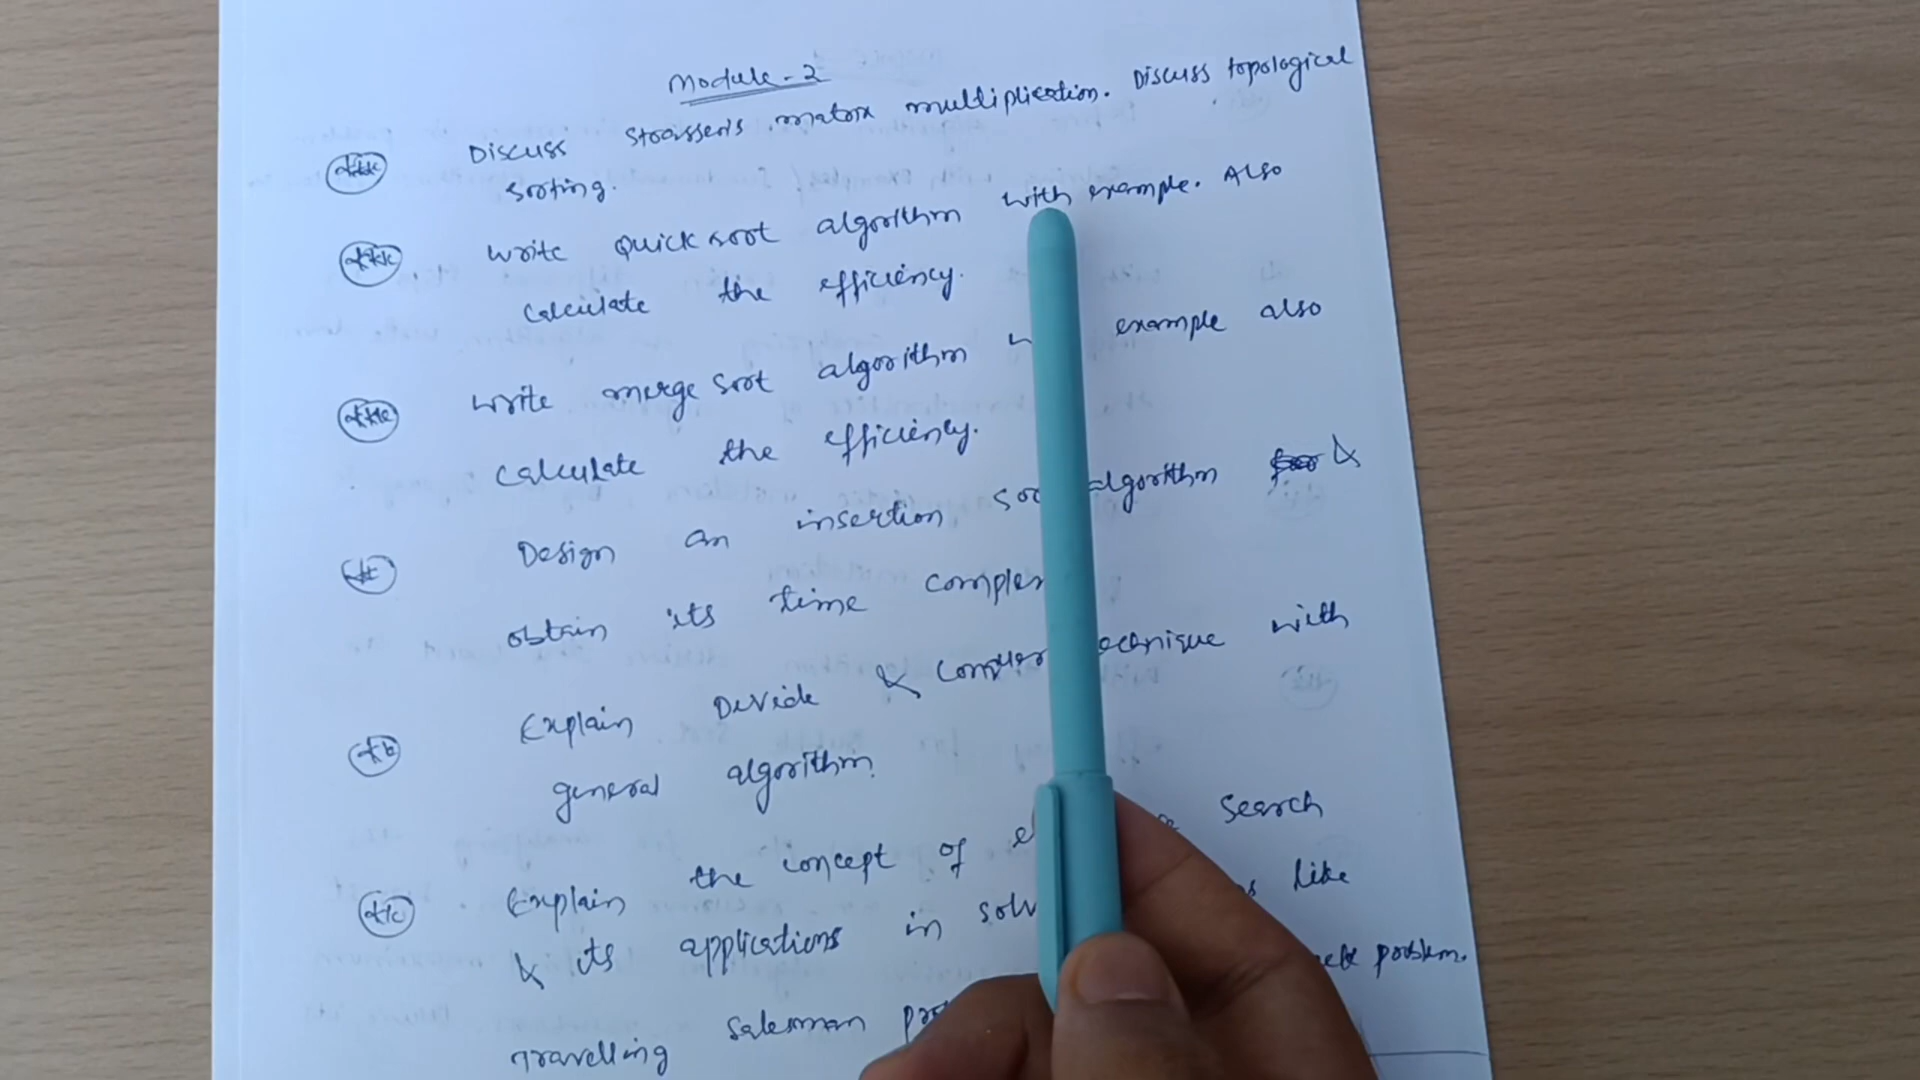 Module-2
Discuss Strassen's matrix multiplication. Discuss topological
sorting.
Write Quick sort algorithm with example. Also
calculate the efficiency.
Write merge sort algorithm example also
calculate the efficiency.
Design an insertion algorithm &
obtain its time
Explain Devide & technique with
general algorithm.
Explain the concept of search
& its applications in like
Travelling salesman problem.